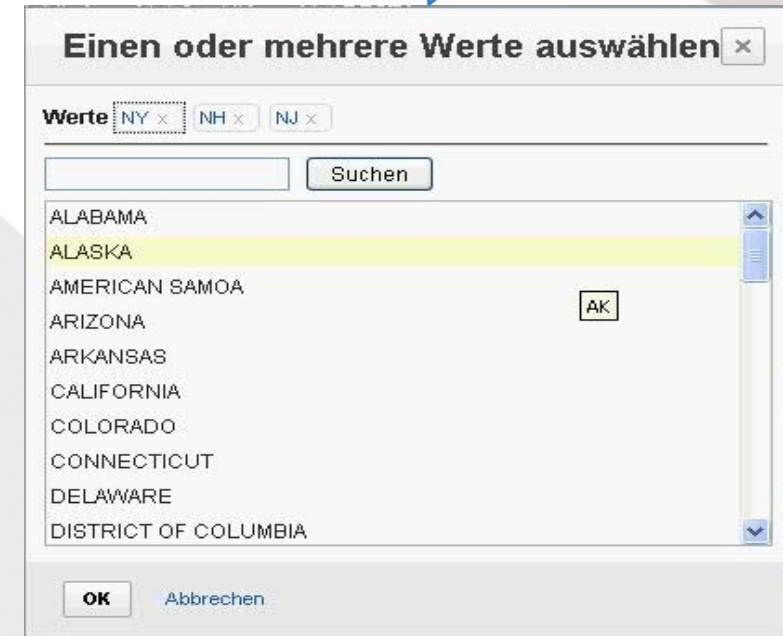 Einen oder mehrere Werte auswählen ×
Werte NY × NH × NJ ×
Suchen
ALABAMA
ALASKA
AMERICAN SAMOA
AK
ARIZONA
ARKANSAS
CALIFORNIA
COLORADO
CONNECTICUT
DELAWARE
DISTRICT OF COLUMBIA
OK Abbrechen